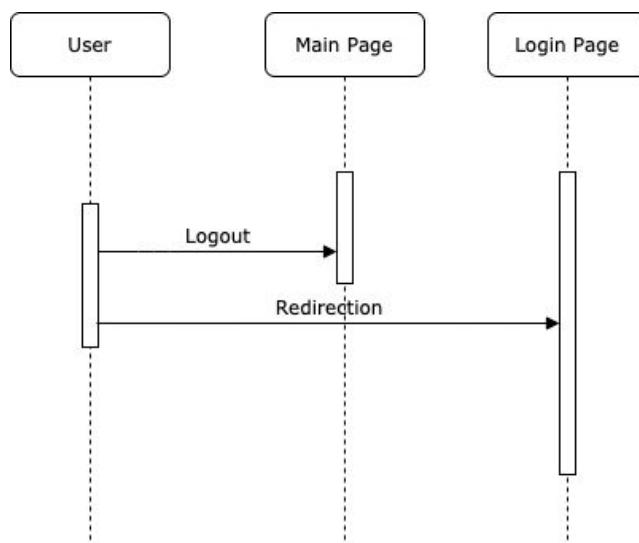 User
Main Page
Login Page
Logout
Redirection